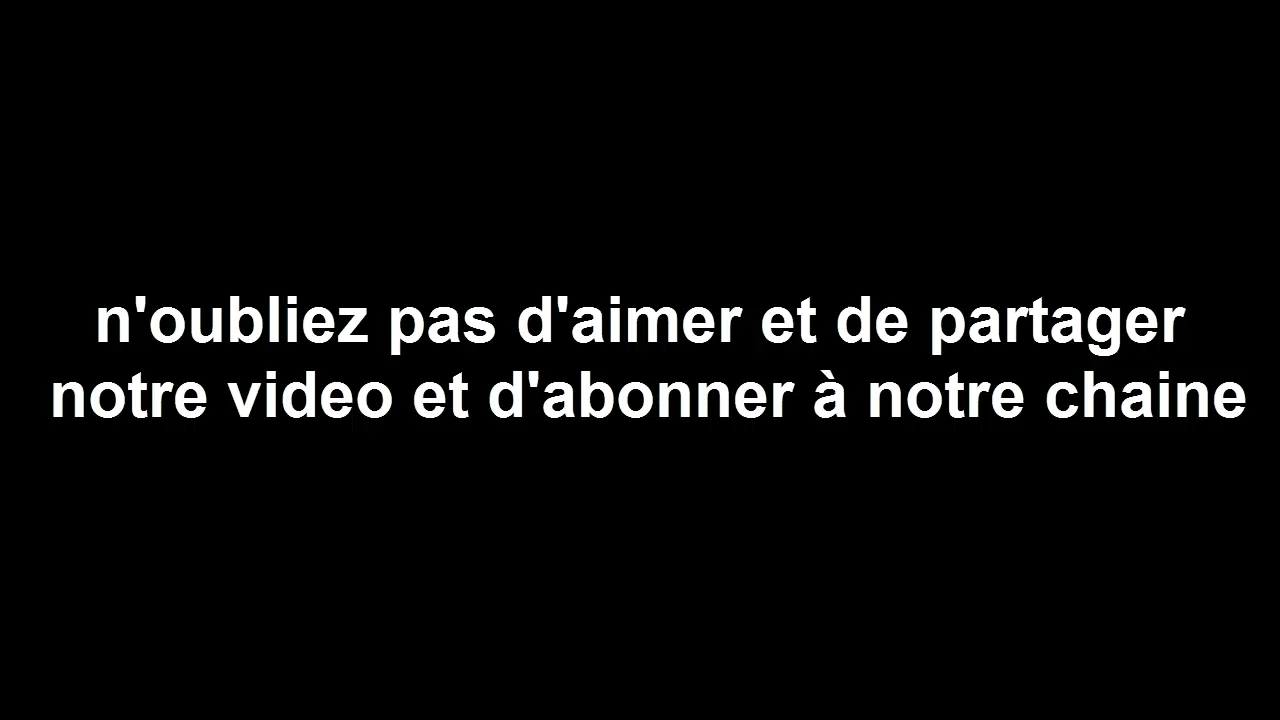 n'oubliez pas d'aimer et de partager
notre video et d'abonner à notre chaine